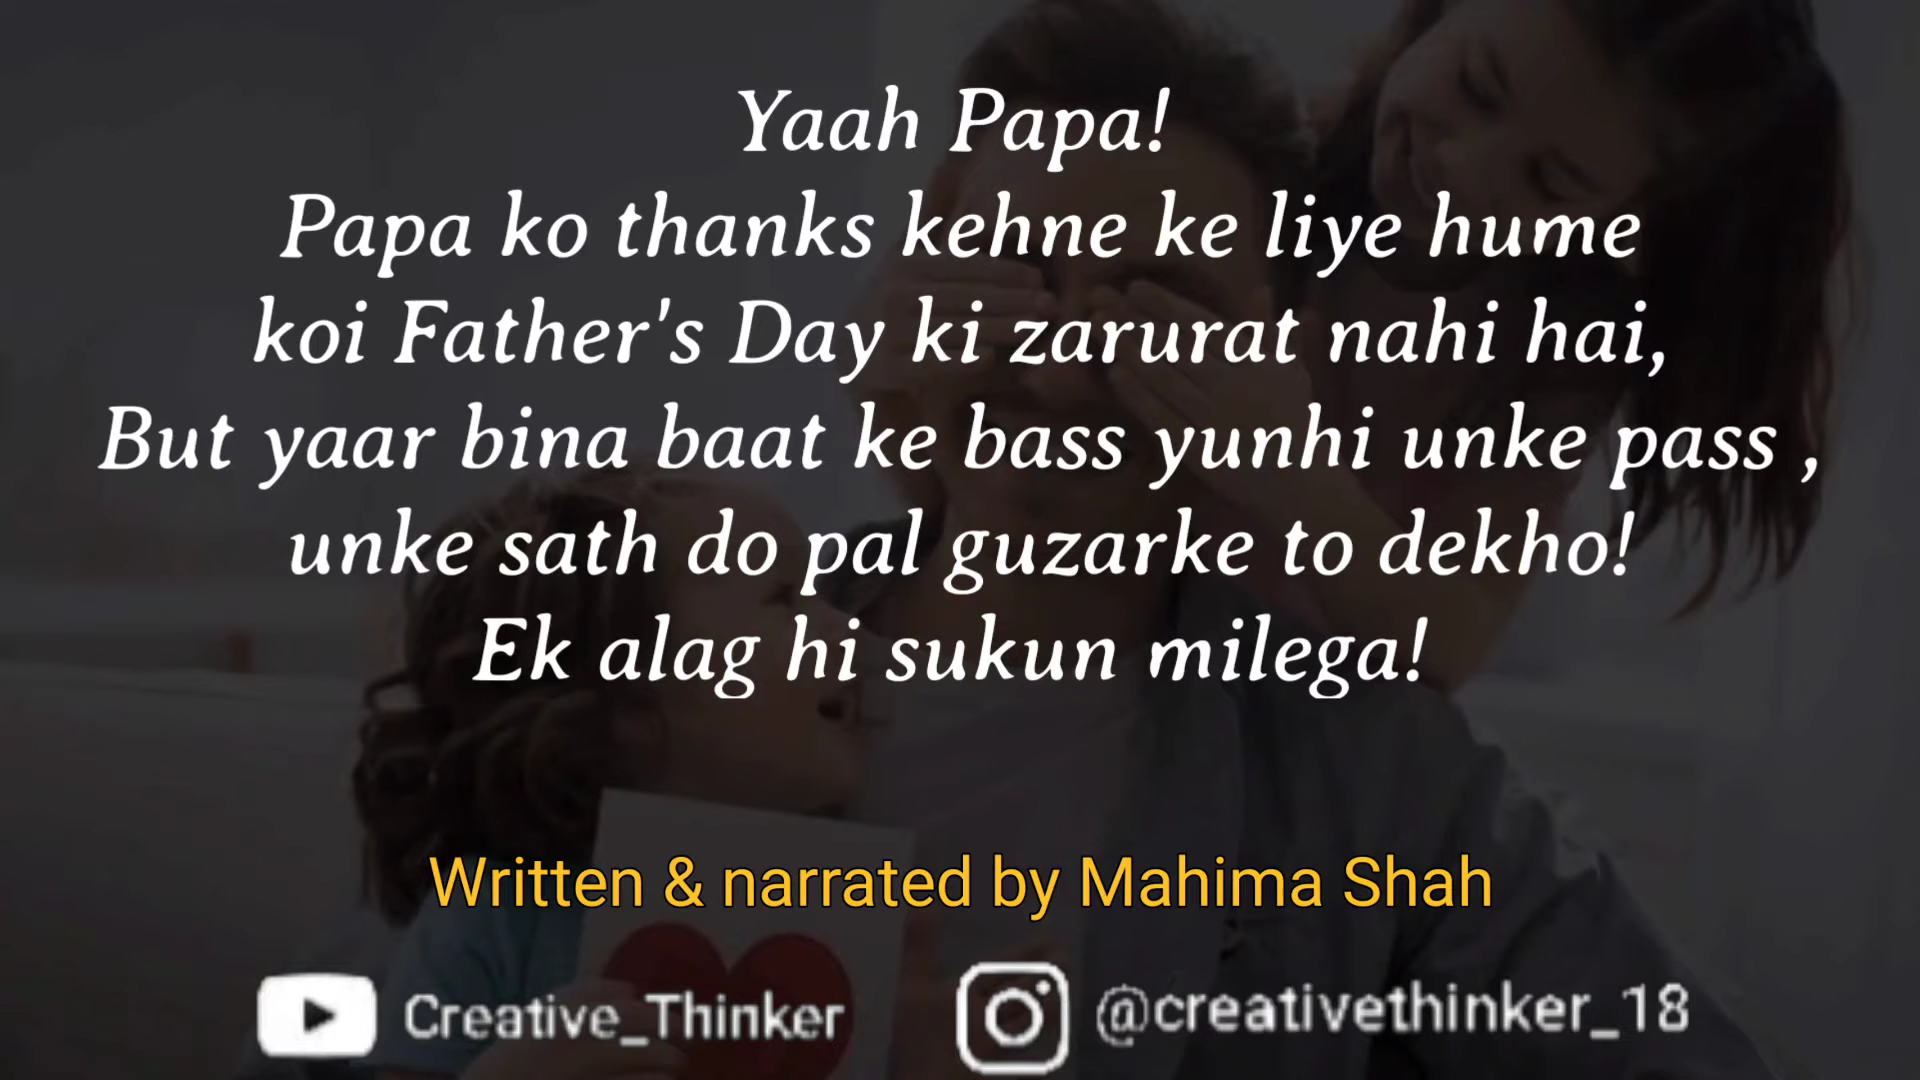 Yaah Papa!
Papa ko thanks kehne ke liye hume
koi Father's Day ki zarurat nahi hai,
But yaar bina baat ke bass yunhi unke pass ,
unke sath do pal guzarke to dekho!
Ek alag hi sukun milega!
Written & narrated by Mahima Shah
Creative_Thinker
@creativethinker_18